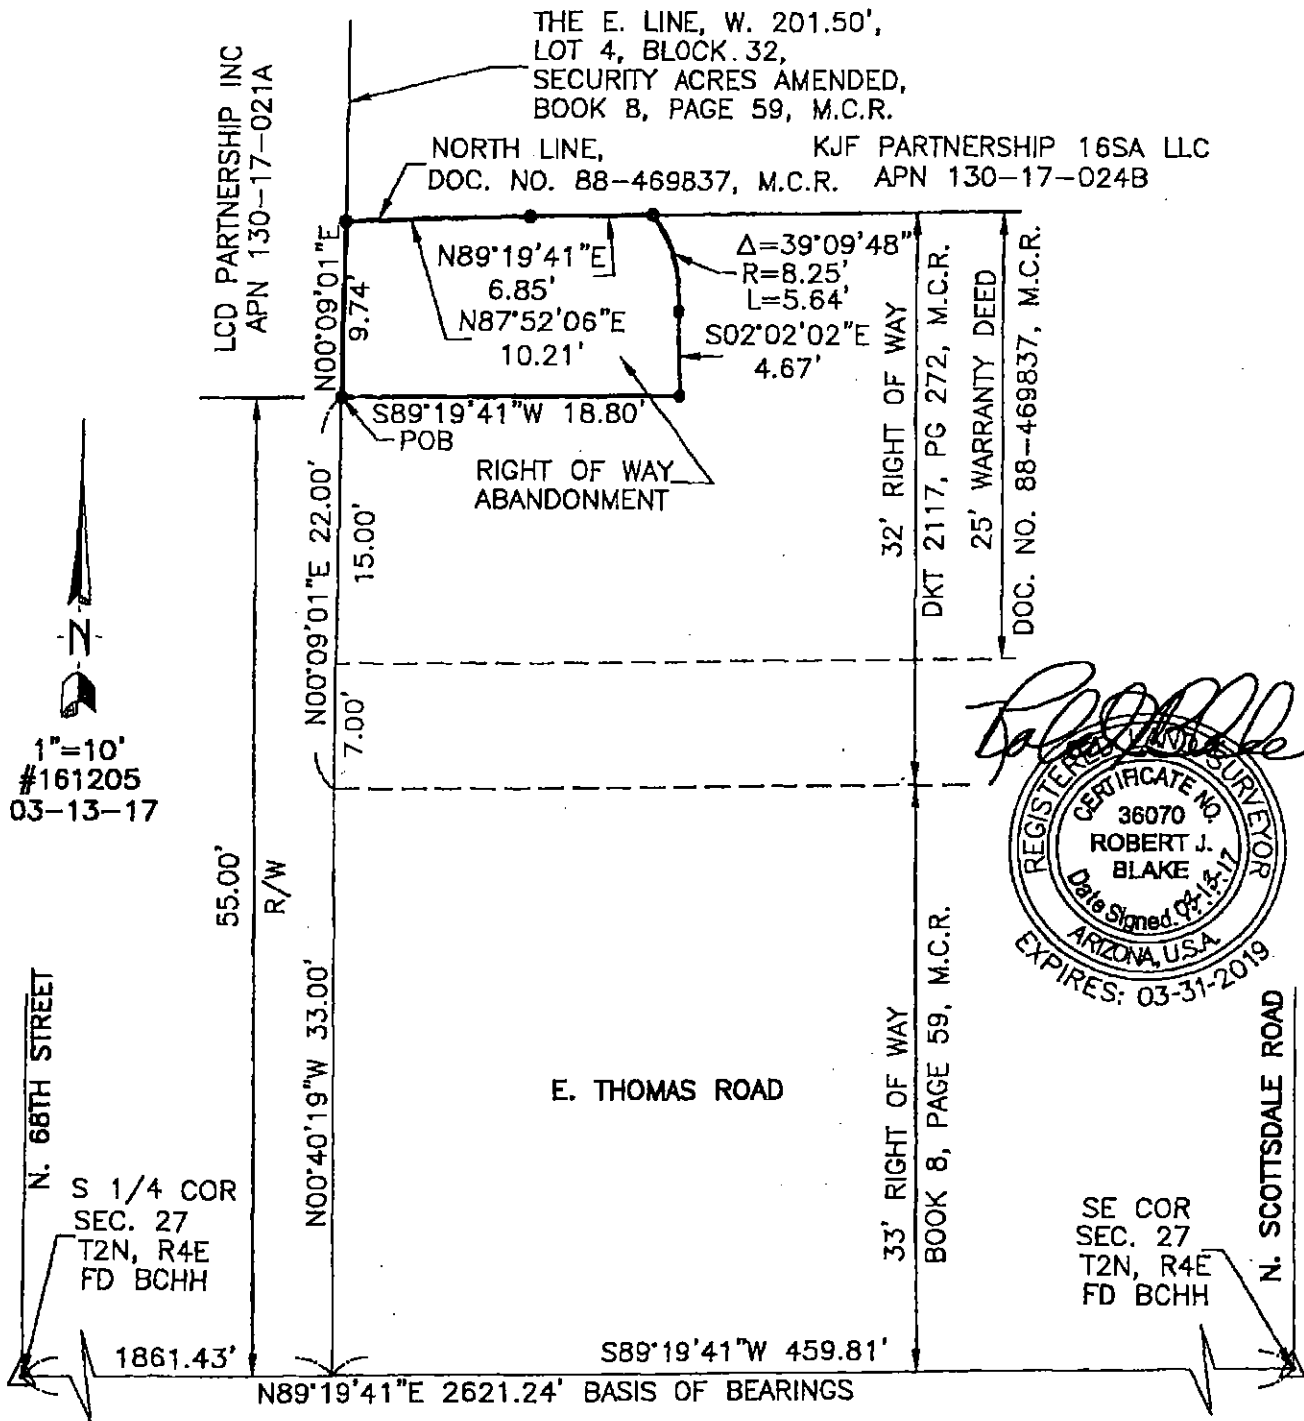 THE E. LINE, W. 201.50',
LOT 4, BLOCK 32,
SECURITY ACRES AMENDED,
BOOK 8, PAGE 59, M.C.R.
LCD PARTNERSHIP INC
APN 130-17-021A
NORTH LINE,
DOC. NO. 88-469837, M.C.R.
KJF PARTNERSHIP 16SA LLC
APN 130-17-024B
N00°09'01"E
9.74'
N89°19'41"E
6.85'
N87°52'06"E
10.21'
Δ=39°09'48"
R=8.25'
L=5.64'
S02°02'02"E
4.67'
S89°19'41"W 18.80'
POB
RIGHT OF WAY
ABANDONMENT
32' RIGHT OF WAY
DKT 2117, PG 272, M.C.R.
25' WARRANTY DEED
DOC. NO. 88-469837, M.C.R.
N00°09'01"E 22.00'
15.00'
7.00'
N
1"=10'
#161205
03-13-17
55.00'
R/W
REGISTERED LAND SURVEYOR
CERTIFICATE NO.
36070
ROBERT J.
BLAKE
Date Signed 03-13-17
ARIZONA, U.S.A.
EXPIRES: 03-31-2019
N00°40'19"W 33.00'
E. THOMAS ROAD
33' RIGHT OF WAY
BOOK 8, PAGE 59, M.C.R.
N. 68TH STREET
S 1/4 COR
SEC. 27
T2N, R4E
FD BCHH
N. SCOTTSDALE ROAD
SE COR
SEC. 27
T2N, R4E
FD BCHH
1861.43'
S89°19'41"W 459.81'
N89°19'41"E 2621.24' BASIS OF BEARINGS